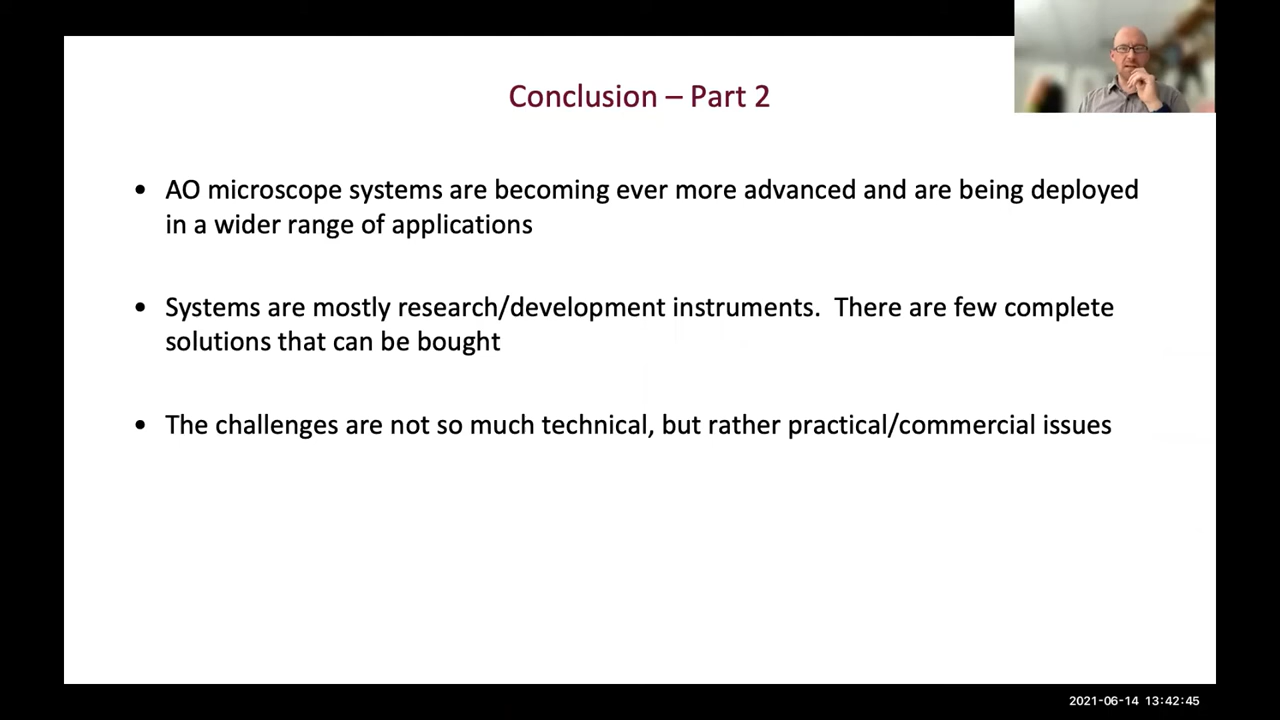 Conclusion – Part 2
• AO microscope systems are becoming ever more advanced and are being deployed
in a wider range of applications
• Systems are mostly research/development instruments.  There are few complete
solutions that can be bought
• The challenges are not so much technical, but rather practical/commercial issues
2021-06-14 13:42:45